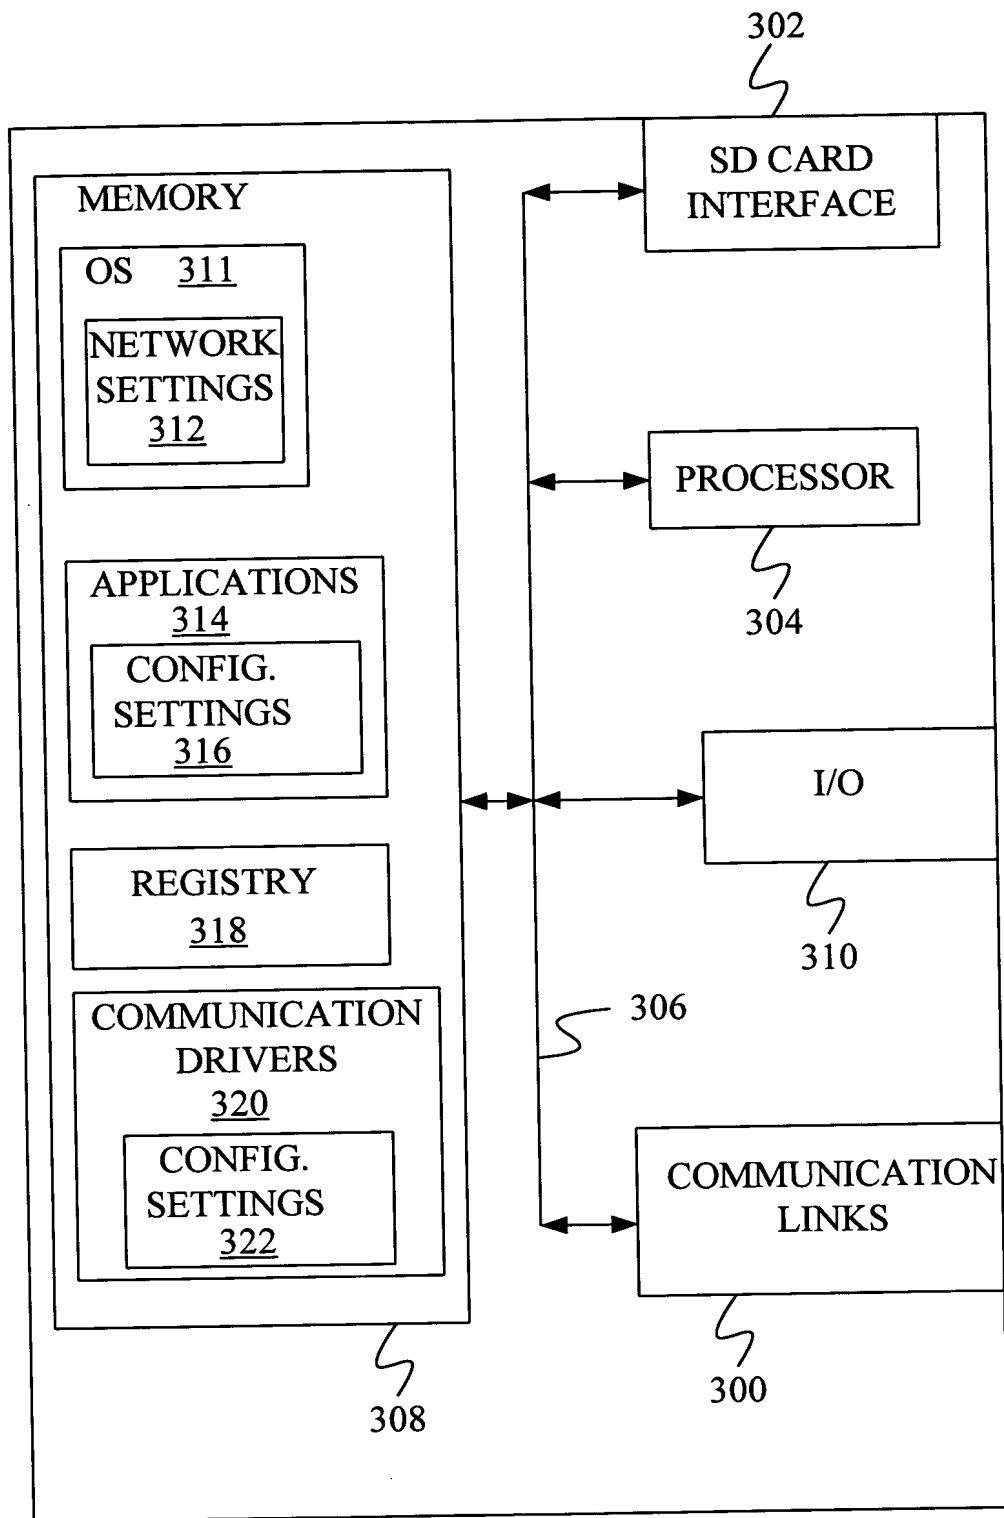 302
SD CARD
INTERFACE
MEMORY
OS 311
NETWORK
SETTINGS
312
PROCESSOR
304
APPLICATIONS
314
CONFIG.
SETTINGS
316
I/O
310
REGISTRY
318
306
COMMUNICATION
DRIVERS
320
CONFIG.
SETTINGS
322
COMMUNICATION
LINKS
300
308